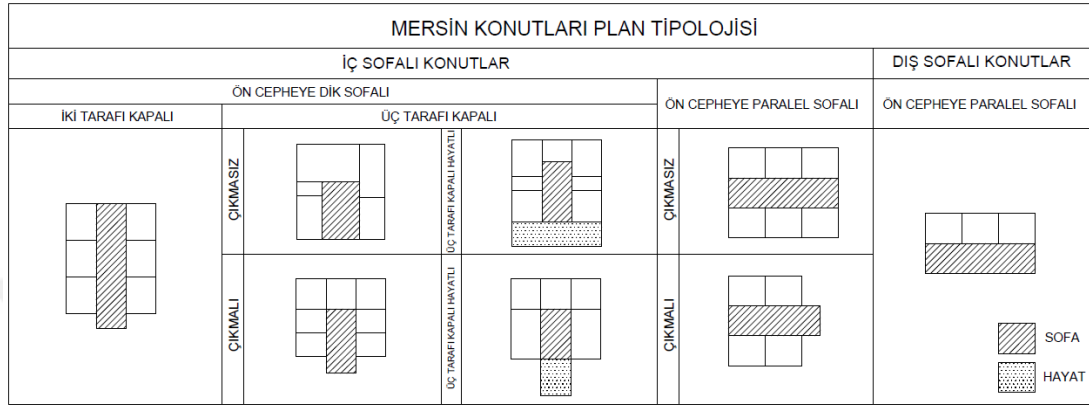 MERSİN KONUTLARI PLAN TİPOLOJİSİ
İÇ SOFALI KONUTLAR
DIŞ SOFALI KONUTLAR
ÖN CEPHEYE DİK SOFALI
ÖN CEPHEYE PARALEL SOFALI
ÖN CEPHEYE PARALEL SOFALI
İKİ TARAFI KAPALI
ÜÇ TARAFI KAPALI
ÇIKMASIZ
ÜÇ TARAFI KAPALI HAYATLI
ÇIKMASIZ
ÇIKMALI
ÜÇ TARAFI KAPALI HAYATLI
ÇIKMALI
SOFA
HAYAT